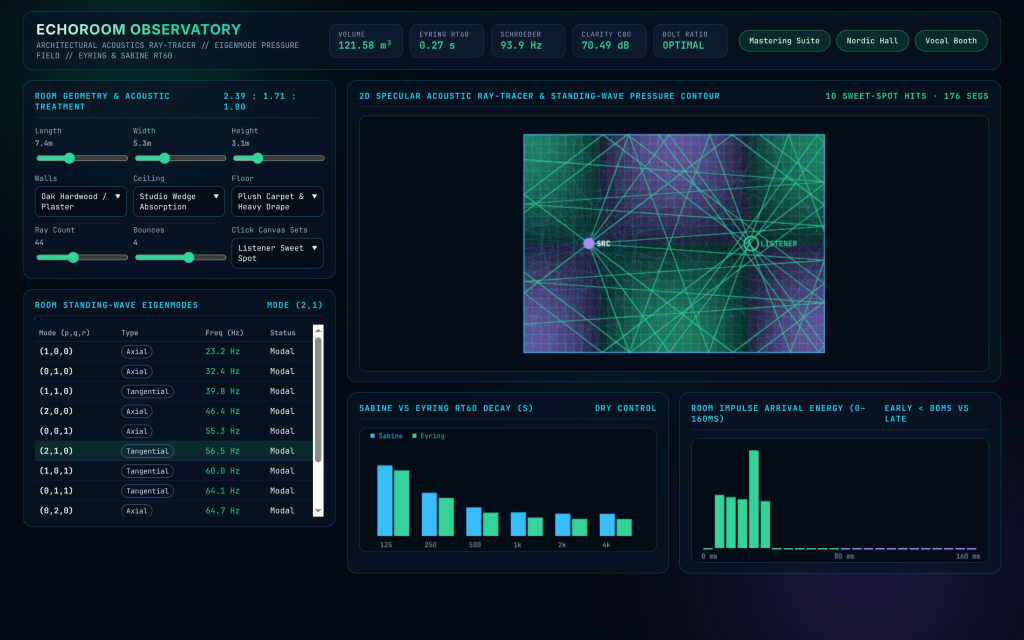 ECHOROOM OBSERVATORY
ARCHITECTURAL ACOUSTICS RAY-TRACER // EIGENMODE PRESSURE
FIELD // EYRING & SABINE RT60
VOLUME
121.58 m³
EYRING RT60
0.27 s
SCHROEDER
93.9 Hz
CLARITY C80
70.49 dB
BOLT RATIO
OPTIMAL
Mastering Suite
Nordic Hall
Vocal Booth
ROOM GEOMETRY & ACOUSTIC
TREATMENT
2.39 : 1.71 :
1.00
Length
7.4m
Width
5.3m
Height
3.1m
Walls
Oak Hardwood /
Plaster
Ceiling
Studio Wedge
Absorption
Floor
Plush Carpet &
Heavy Drape
Ray Count
44
Bounces
4
Click Canvas Sets
Listener Sweet
Spot
ROOM STANDING-WAVE EIGENMODES
MODE (2,1)
Mode (p,q,r) Type Freq (Hz) Status
(1,0,0) Axial 23.2 Hz Modal
(0,1,0) Axial 32.4 Hz Modal
(1,1,0) Tangential 39.8 Hz Modal
(2,0,0) Axial 46.4 Hz Modal
(0,0,1) Axial 55.3 Hz Modal
(2,1,0) Tangential 56.5 Hz Modal
(1,0,1) Tangential 60.0 Hz Modal
(0,1,1) Tangential 64.1 Hz Modal
(0,2,0) Axial 64.7 Hz Modal
2D SPECULAR ACOUSTIC RAY-TRACER & STANDING-WAVE PRESSURE CONTOUR
10 SWEET-SPOT HITS · 176 SEGS
SRC
LISTENER
SABINE VS EYRING RT60 DECAY (S)
DRY CONTROL
Sabine Eyring
125 250 500 1k 2k 4k
ROOM IMPULSE ARRIVAL ENERGY (0–
160MS)
EARLY < 80MS VS
LATE
0 ms 80 ms 160 ms